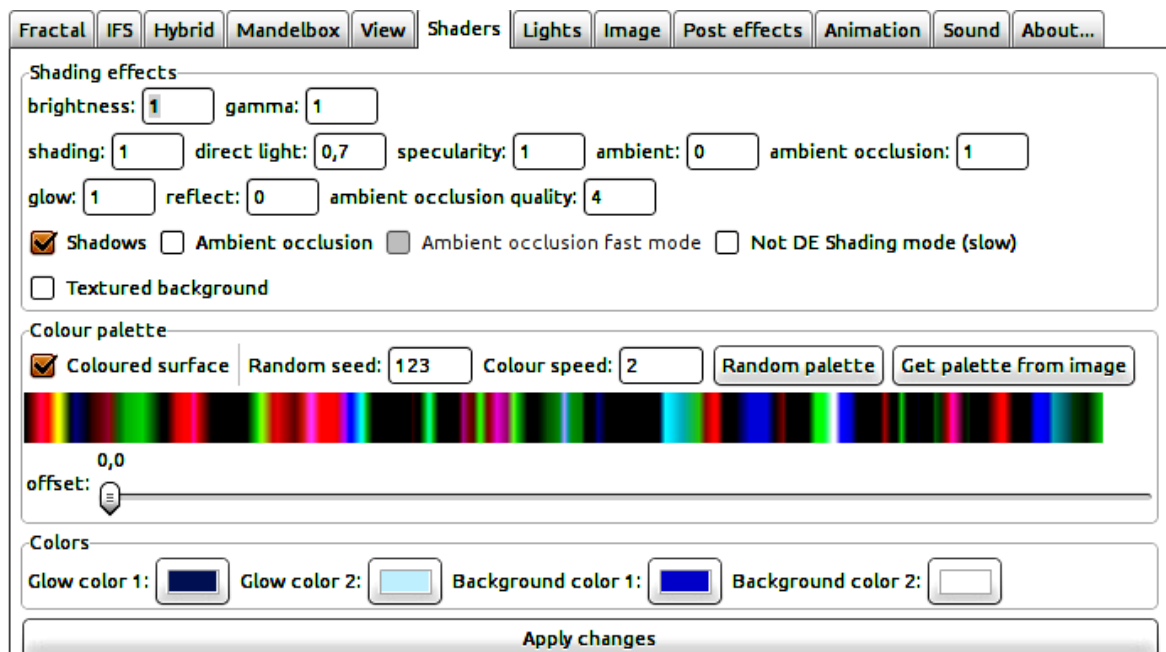 Fractal IFS Hybrid Mandelbox View Shaders Lights Image Post effects Animation Sound About...
Shading effects
brightness: 1 gamma: 1
shading: 1 direct light: 0,7 specularity: 1 ambient: 0 ambient occlusion: 1
glow: 1 reflect: 0 ambient occlusion quality: 4
Shadows Ambient occlusion Ambient occlusion fast mode Not DE Shading mode (slow)
Textured background
Colour palette
Coloured surface Random seed: 123 Colour speed: 2 Random palette Get palette from image
0,0
offset:
Colors
Glow color 1: Glow color 2: Background color 1: Background color 2:
Apply changes